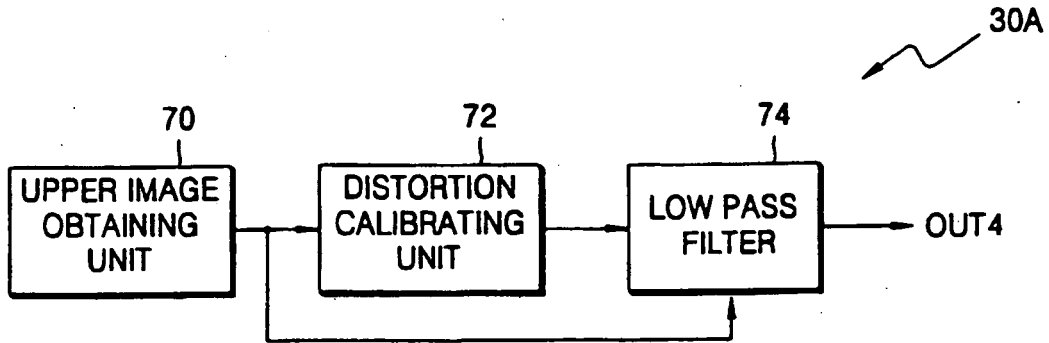 30A
70
72
74
UPPER IMAGE
OBTAINING
UNIT
DISTORTION
CALIBRATING
UNIT
LOW PASS
FILTER
OUT4